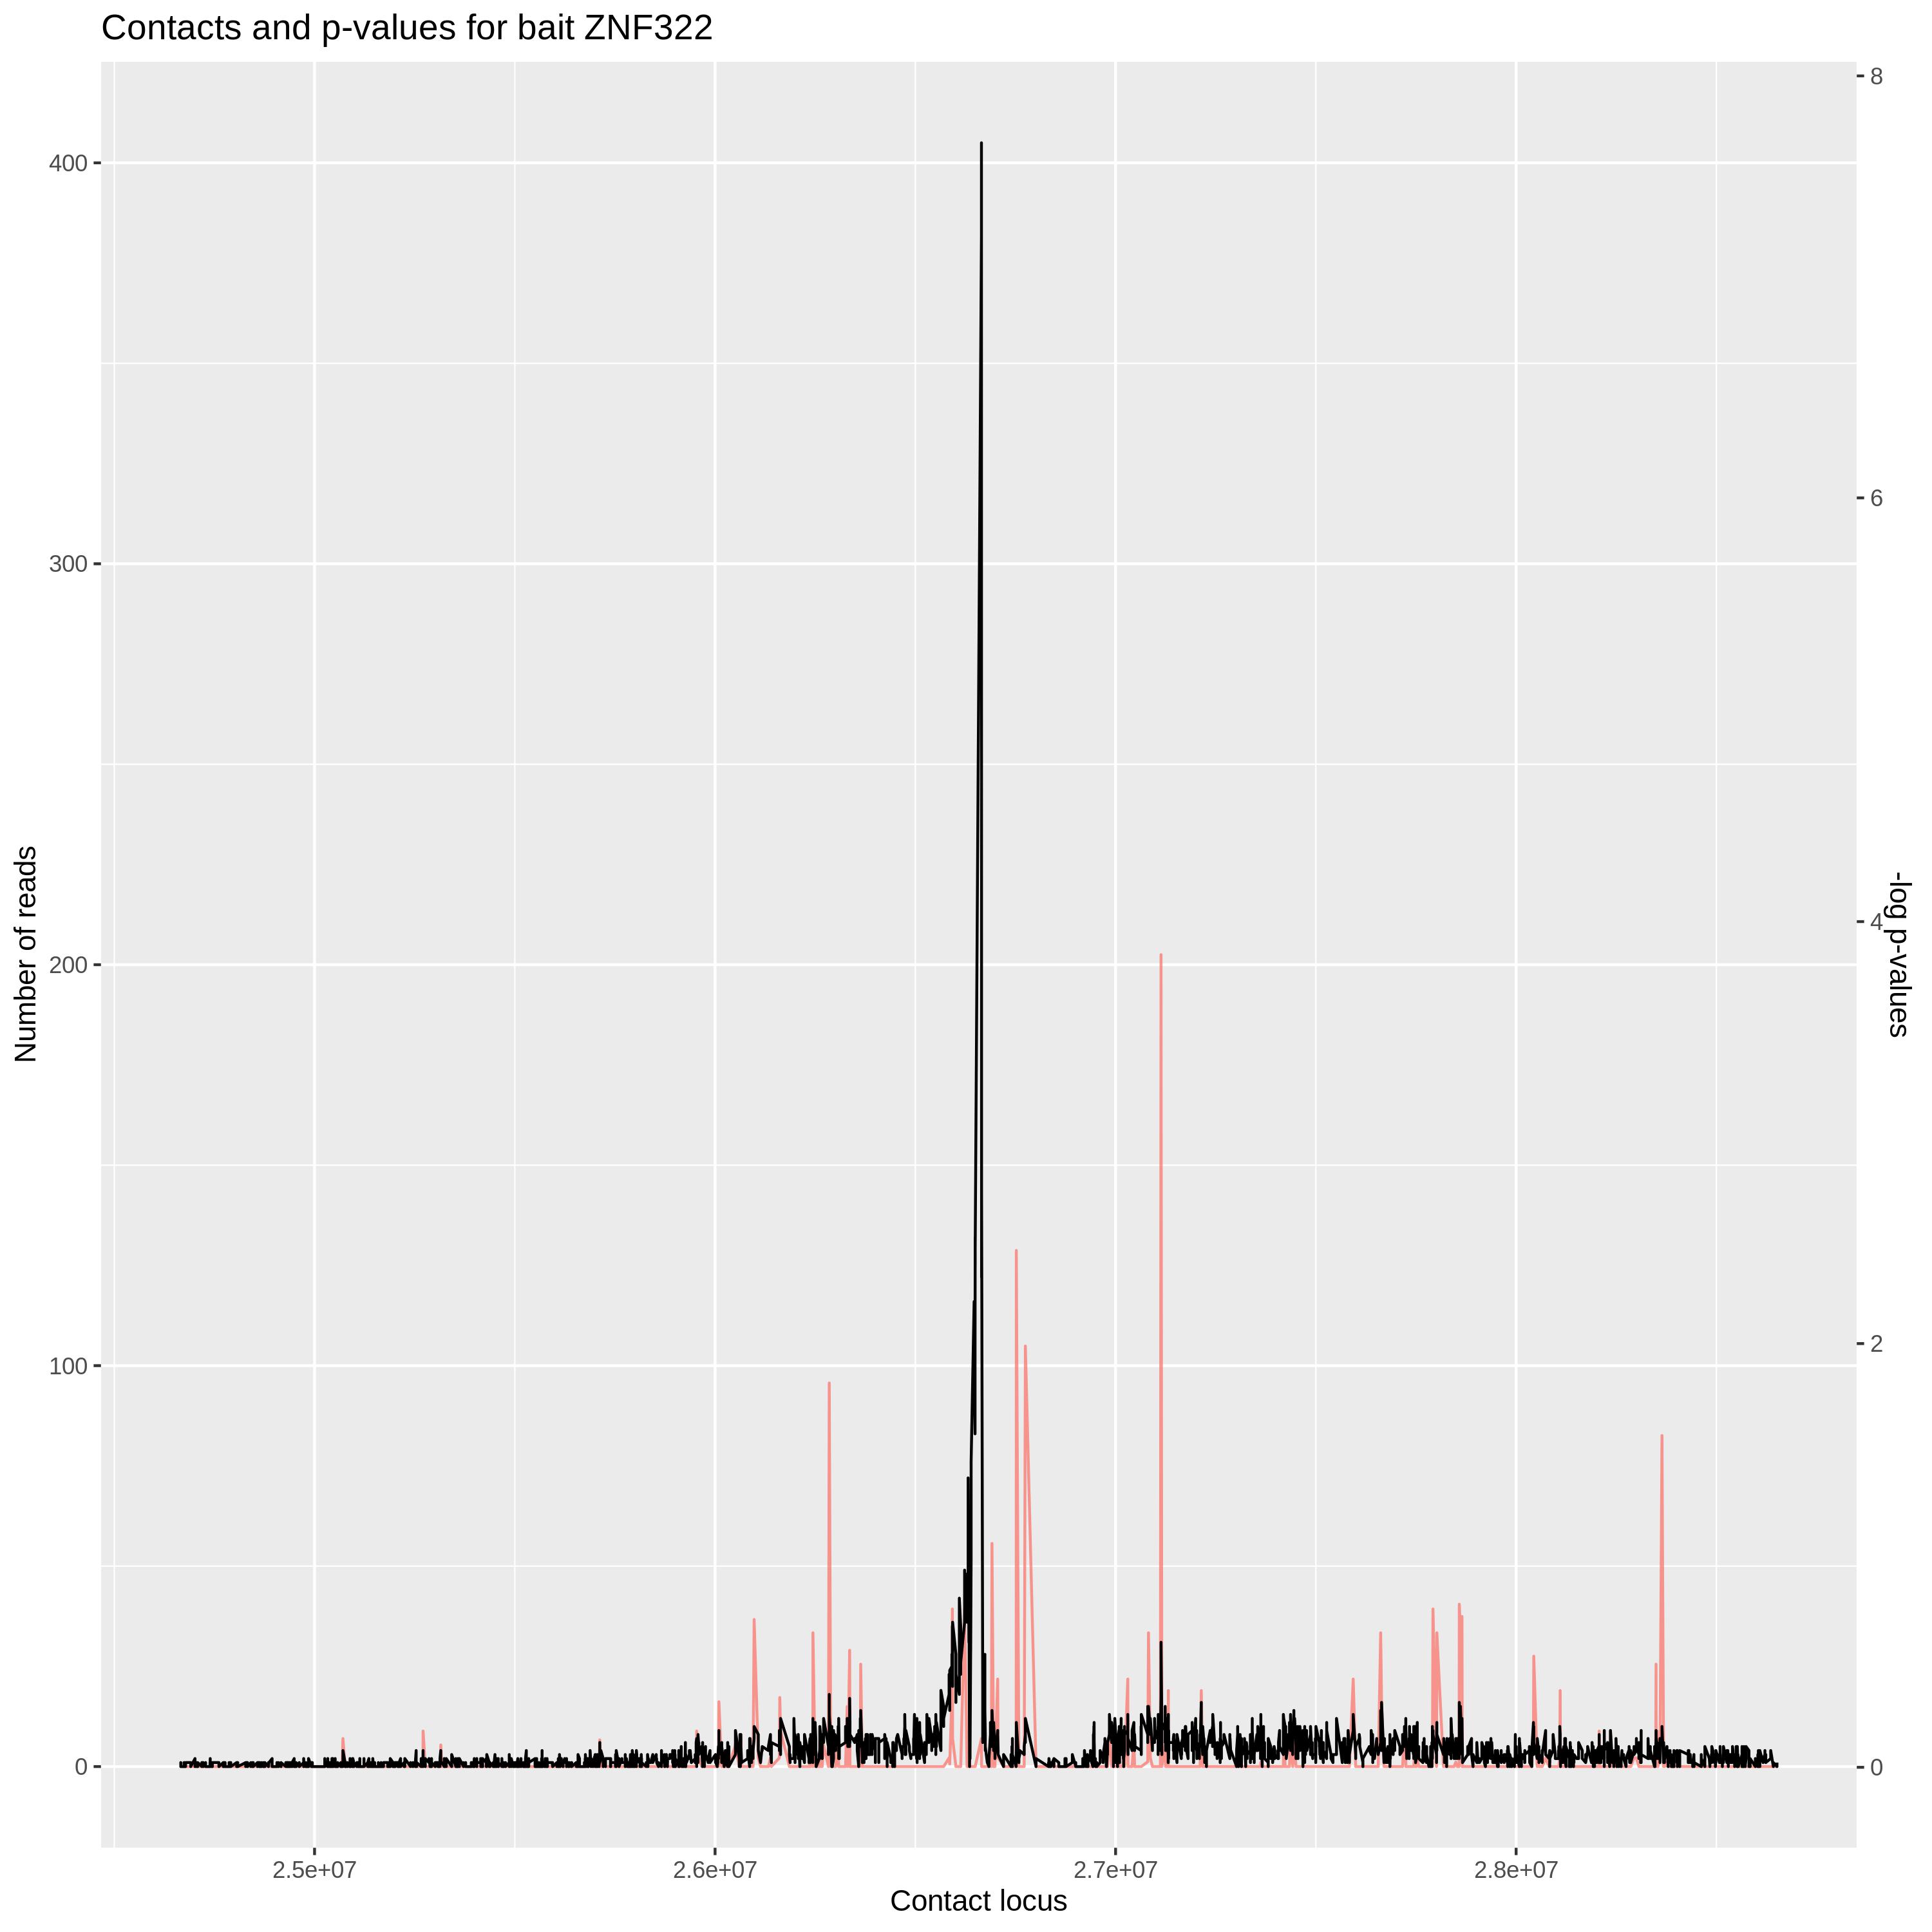 Contacts and p-values for bait ZNF322
8
400
6
300
Number of reads
-log p-values
4
200
2
100
0
0
2.5e+07
2.6e+07
2.7e+07
2.8e+07
Contact locus